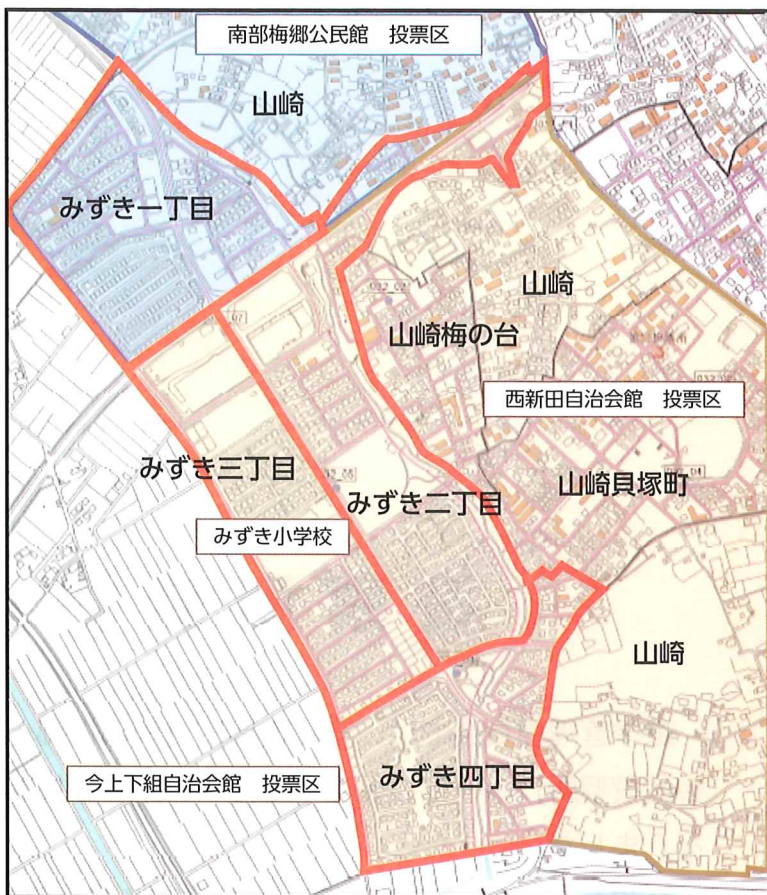 南部梅郷公民館 投票区
山崎
みずき一丁目
山崎
山崎梅の台
西新田自治会館 投票区
みずき三丁目
山崎貝塚町
みずき二丁目
みずき小学校
山崎
今上下組自治会館 投票区
みずき四丁目